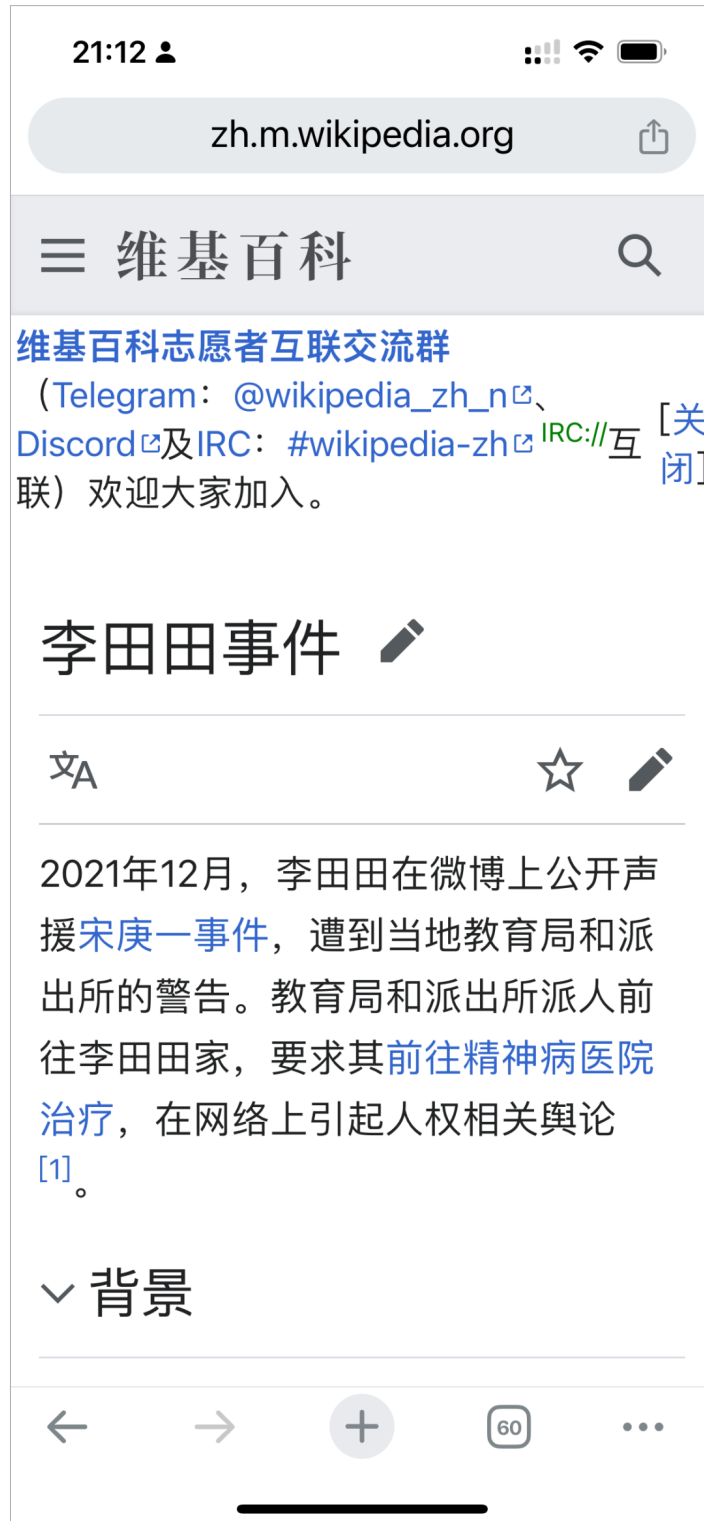 21:12
zh.m.wikipedia.org
维基百科
维基百科志愿者互联交流群
（Telegram：@wikipedia_zh_n、
Discord及IRC：#wikipedia-zh IRC://互
联）欢迎大家加入。
[关
闭]
李田田事件
文A
2021年12月，李田田在微博上公开声
援宋庚一事件，遭到当地教育局和派
出所的警告。教育局和派出所派人前
往李田田家，要求其前往精神病医院
治疗，在网络上引起人权相关舆论
[1]。
背景
60